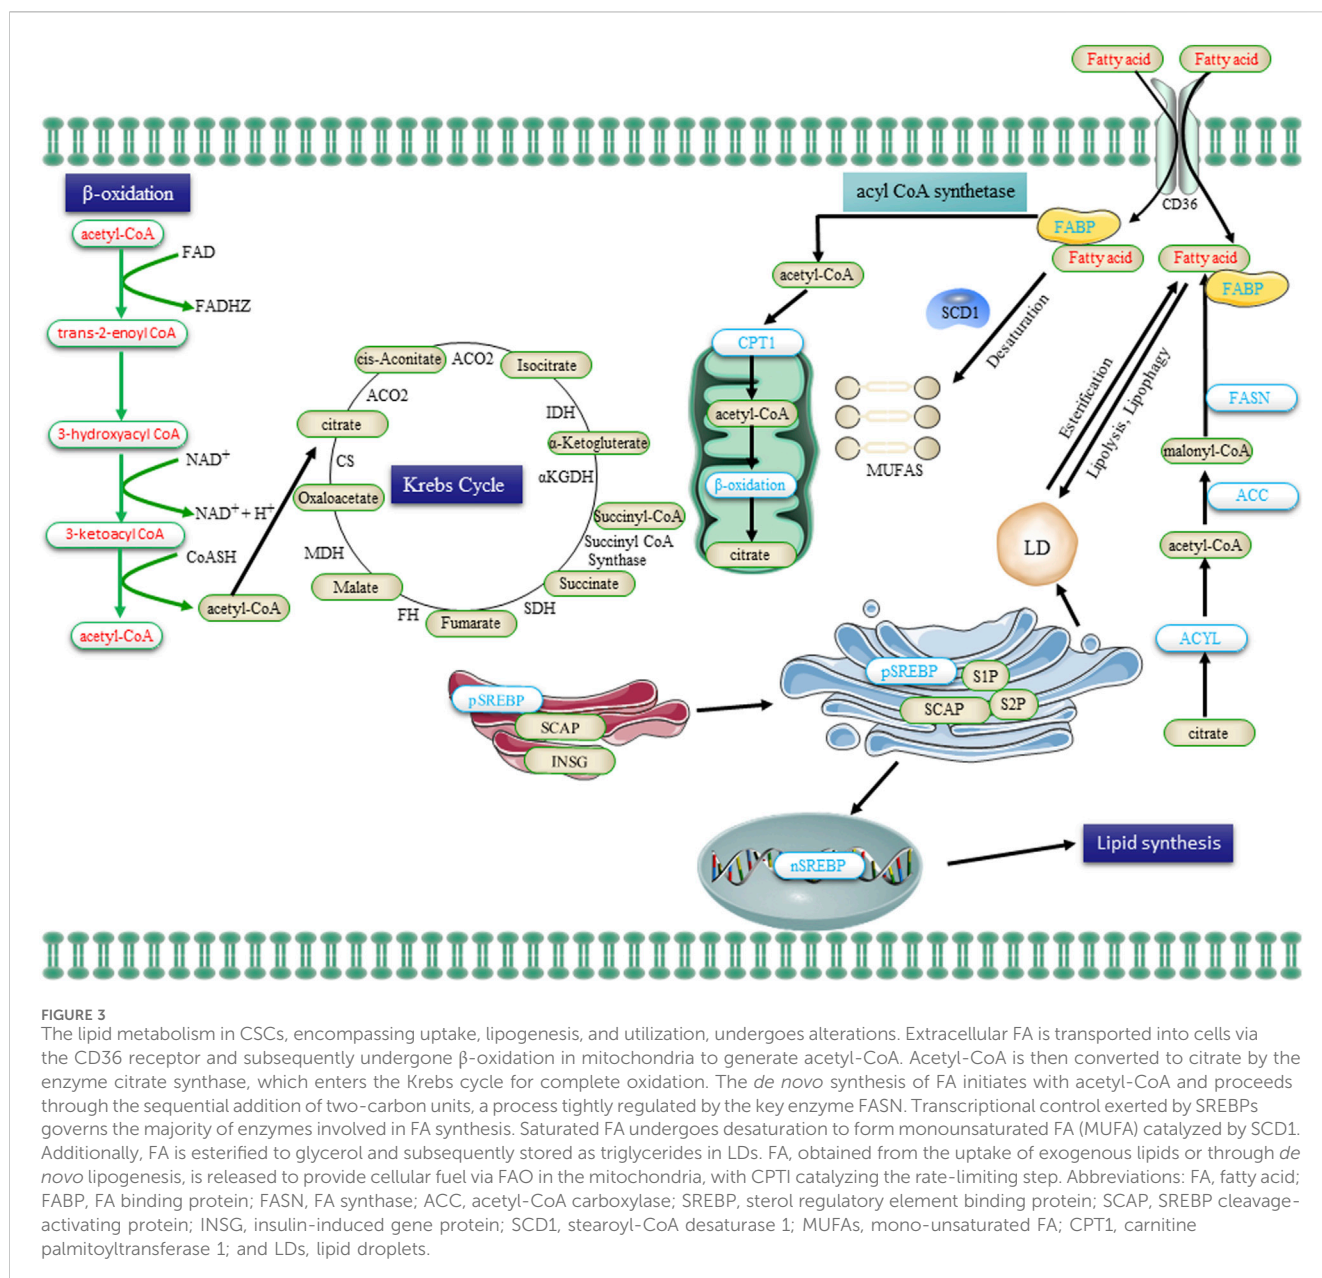 Fatty acid
Fatty acid
CD36
β-oxidation
acetyl-CoA
FAD
FADHZ
trans-2-enoyl CoA
3-hydroxyacyl CoA
NAD+
NAD+ + H+
3-ketoacyl CoA
CoASH
acetyl-CoA
acetyl-CoA
Krebs Cycle
cis-Aconitate
ACO2
Isocitrate
ACO2
IDH
citrate
α-Ketogluterate
CS
αKGDH
Oxaloacetate
Succinyl-CoA
Succinyl CoA
Synthase
MDH
Malate
Succinate
FH
SDH
Fumarate
acyl CoA synthetase
FABP
Fatty acid
acetyl-CoA
CPT1
acetyl-CoA
β-oxidation
citrate
SCD1
Desaturation
MUFAS
Fatty acid
FABP
Esterification
Lipolysis, Lipophagy
FASN
malonyl-CoA
ACC
acetyl-CoA
ACYL
citrate
LD
pSREBP
SCAP
INSG
pSREBP
S1P
SCAP
S2P
nSREBP
Lipid synthesis
FIGURE 3
The lipid metabolism in CSCs, encompassing uptake, lipogenesis, and utilization, undergoes alterations. Extracellular FA is transported into cells via
the CD36 receptor and subsequently undergone β-oxidation in mitochondria to generate acetyl-CoA. Acetyl-CoA is then converted to citrate by the
enzyme citrate synthase, which enters the Krebs cycle for complete oxidation. The de novo synthesis of FA initiates with acetyl-CoA and proceeds
through the sequential addition of two-carbon units, a process tightly regulated by the key enzyme FASN. Transcriptional control exerted by SREBPs
governs the majority of enzymes involved in FA synthesis. Saturated FA undergoes desaturation to form monounsaturated FA (MUFA) catalyzed by SCD1.
Additionally, FA is esterified to glycerol and subsequently stored as triglycerides in LDs. FA, obtained from the uptake of exogenous lipids or through de
novo lipogenesis, is released to provide cellular fuel via FAO in the mitochondria, with CPTI catalyzing the rate-limiting step. Abbreviations: FA, fatty acid;
FABP, FA binding protein; FASN, FA synthase; ACC, acetyl-CoA carboxylase; SREBP, sterol regulatory element binding protein; SCAP, SREBP cleavage-
activating protein; INSG, insulin-induced gene protein; SCD1, stearoyl-CoA desaturase 1; MUFAs, mono-unsaturated FA; CPT1, carnitine
palmitoyltransferase 1; and LDs, lipid droplets.